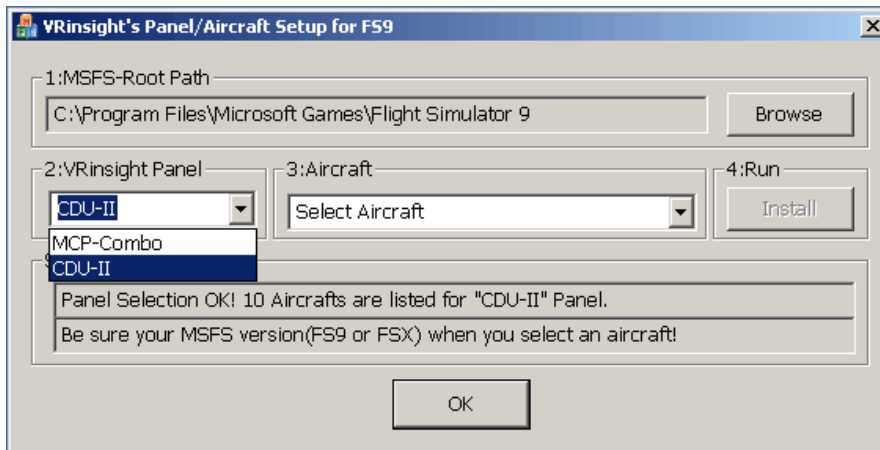 VRinsight's Panel/Aircraft Setup for FS9
1:MSFS-Root Path
C:\Program Files\Microsoft Games\Flight Simulator 9
Browse
2:VRinsight Panel
3:Aircraft
4:Run
CDU-II
Select Aircraft
Install
MCP-Combo
CDU-II
Panel Selection OK! 10 Aircrafts are listed for "CDU-II" Panel.
Be sure your MSFS version(FS9 or FSX) when you select an aircraft!
OK